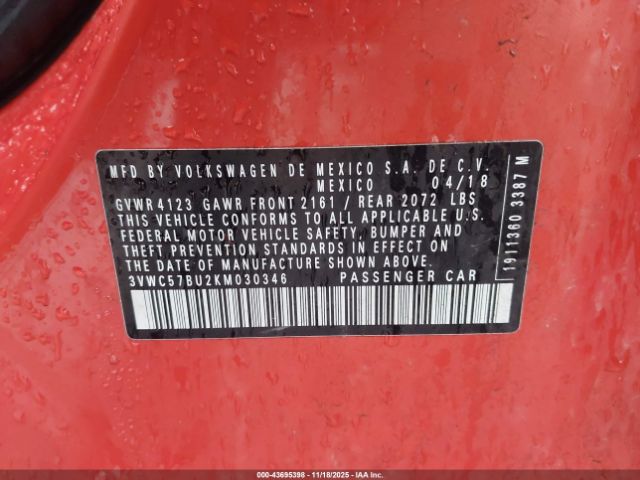 MFD BY VOLKSWAGEN DE MEXICO S.A. DE C.V.
MEXICO 04/18
GVWR 4123 GAWR FRONT 2161 / REAR 2072 LBS
THIS VEHICLE CONFORMS TO ALL APPLICABLE U.S.
FEDERAL MOTOR VEHICLE SAFETY, BUMPER AND
THEFT PREVENTION STANDARDS IN EFFECT ON
THE DATE OF MANUFACTURE SHOWN ABOVE.
3VWC57BU2KM030346 PASSENGER CAR
1911360 3387 M
000-43695398 - 11/18/2025 - IAA Inc.